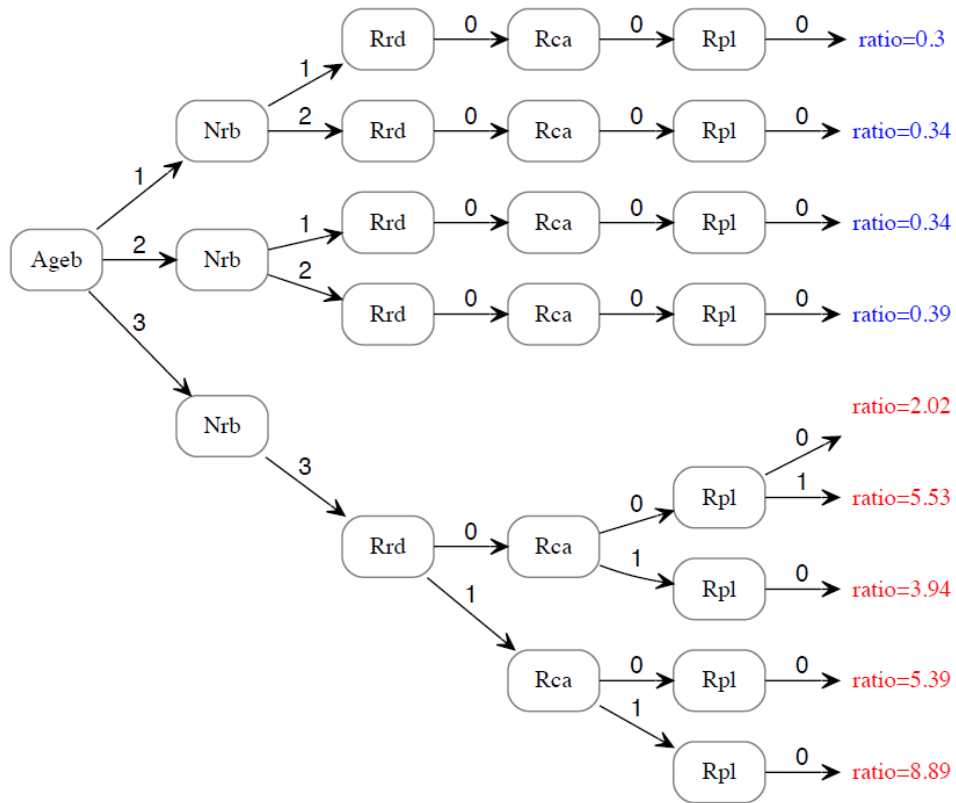 Rrd 0 Rca 0 Rpl 0 ratio=0.3
1
Nrb 2 Rrd 0 Rca 0 Rpl 0 ratio=0.34
1
Nrb 1 Rrd 0 Rca 0 Rpl 0 ratio=0.34
Ageb 2
2 Rrd 0 Rca 0 Rpl 0 ratio=0.39
3
Nrb
ratio=2.02
0
3
Rpl 1 ratio=5.53
0
Rrd 0 Rca
1 Rpl 0 ratio=3.94
1
Rca 0 Rpl 0 ratio=5.39
1
Rpl 0 ratio=8.89